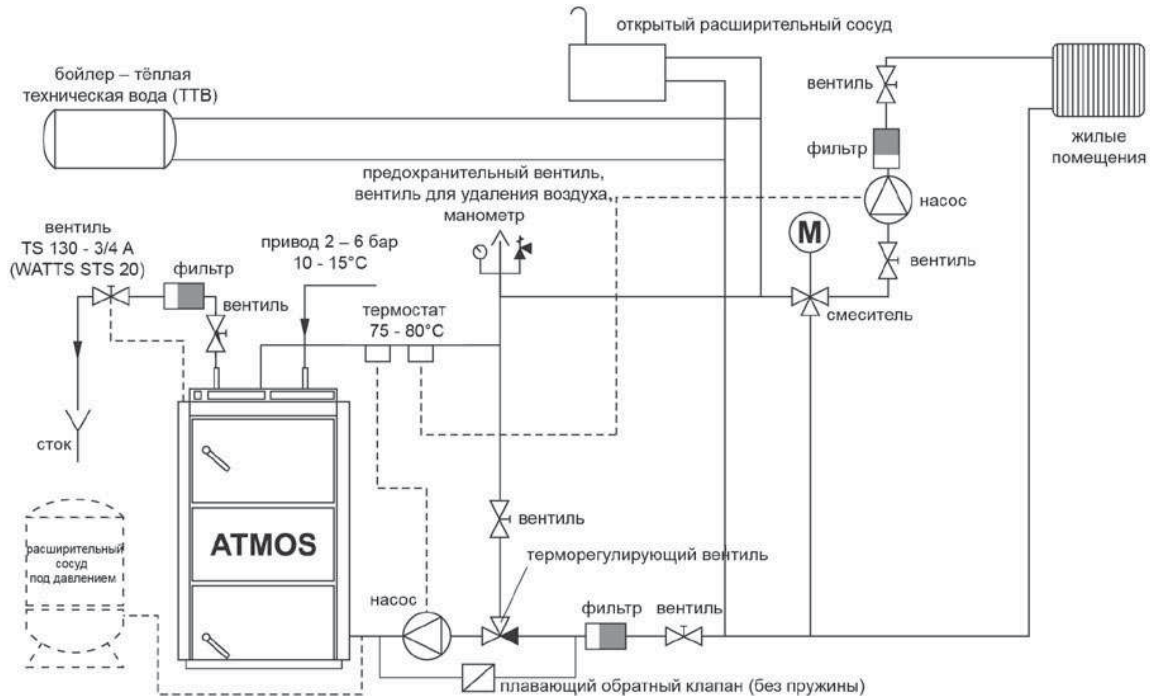 открытый расширительный сосуд
бойлер – тёплая
техническая вода (ТТВ)
вентиль
фильтр
жилые
помещения
предохранительный вентиль,
вентиль для удаления воздуха,
манометр
насос
вентиль
TS 130 - 3/4 A
(WATTS STS 20)
привод 2 – 6 бар
10 - 15°C
M
вентиль
фильтр
вентиль
термостат
75 - 80°C
смеситель
сток
вентиль
ATMOS
расширительный
сосуд
под давлением
терморегулирующий вентиль
насос
фильтр
вентиль
плавающий обратный клапан (без пружины)